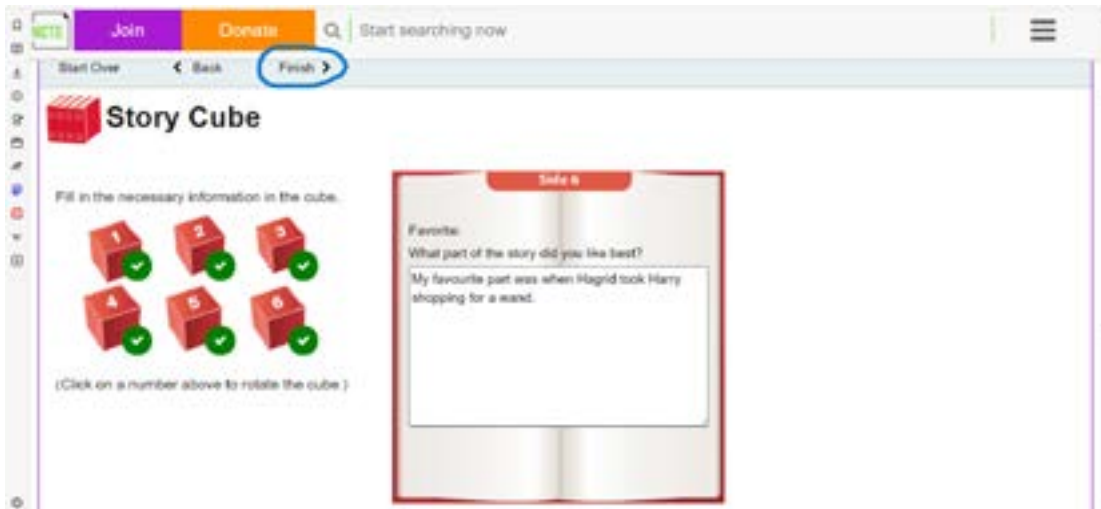 NCTE
Join
Donate
Start searching now
Start Over
Back
Finish
Story Cube
Fill in the necessary information in the cube.
1
2
3
4
5
6
(Click on a number above to rotate the cube.)
Side 6
Favorite:
What part of the story did you like best?
My favourite part was when Hagrid took Harry
shopping for a wand.